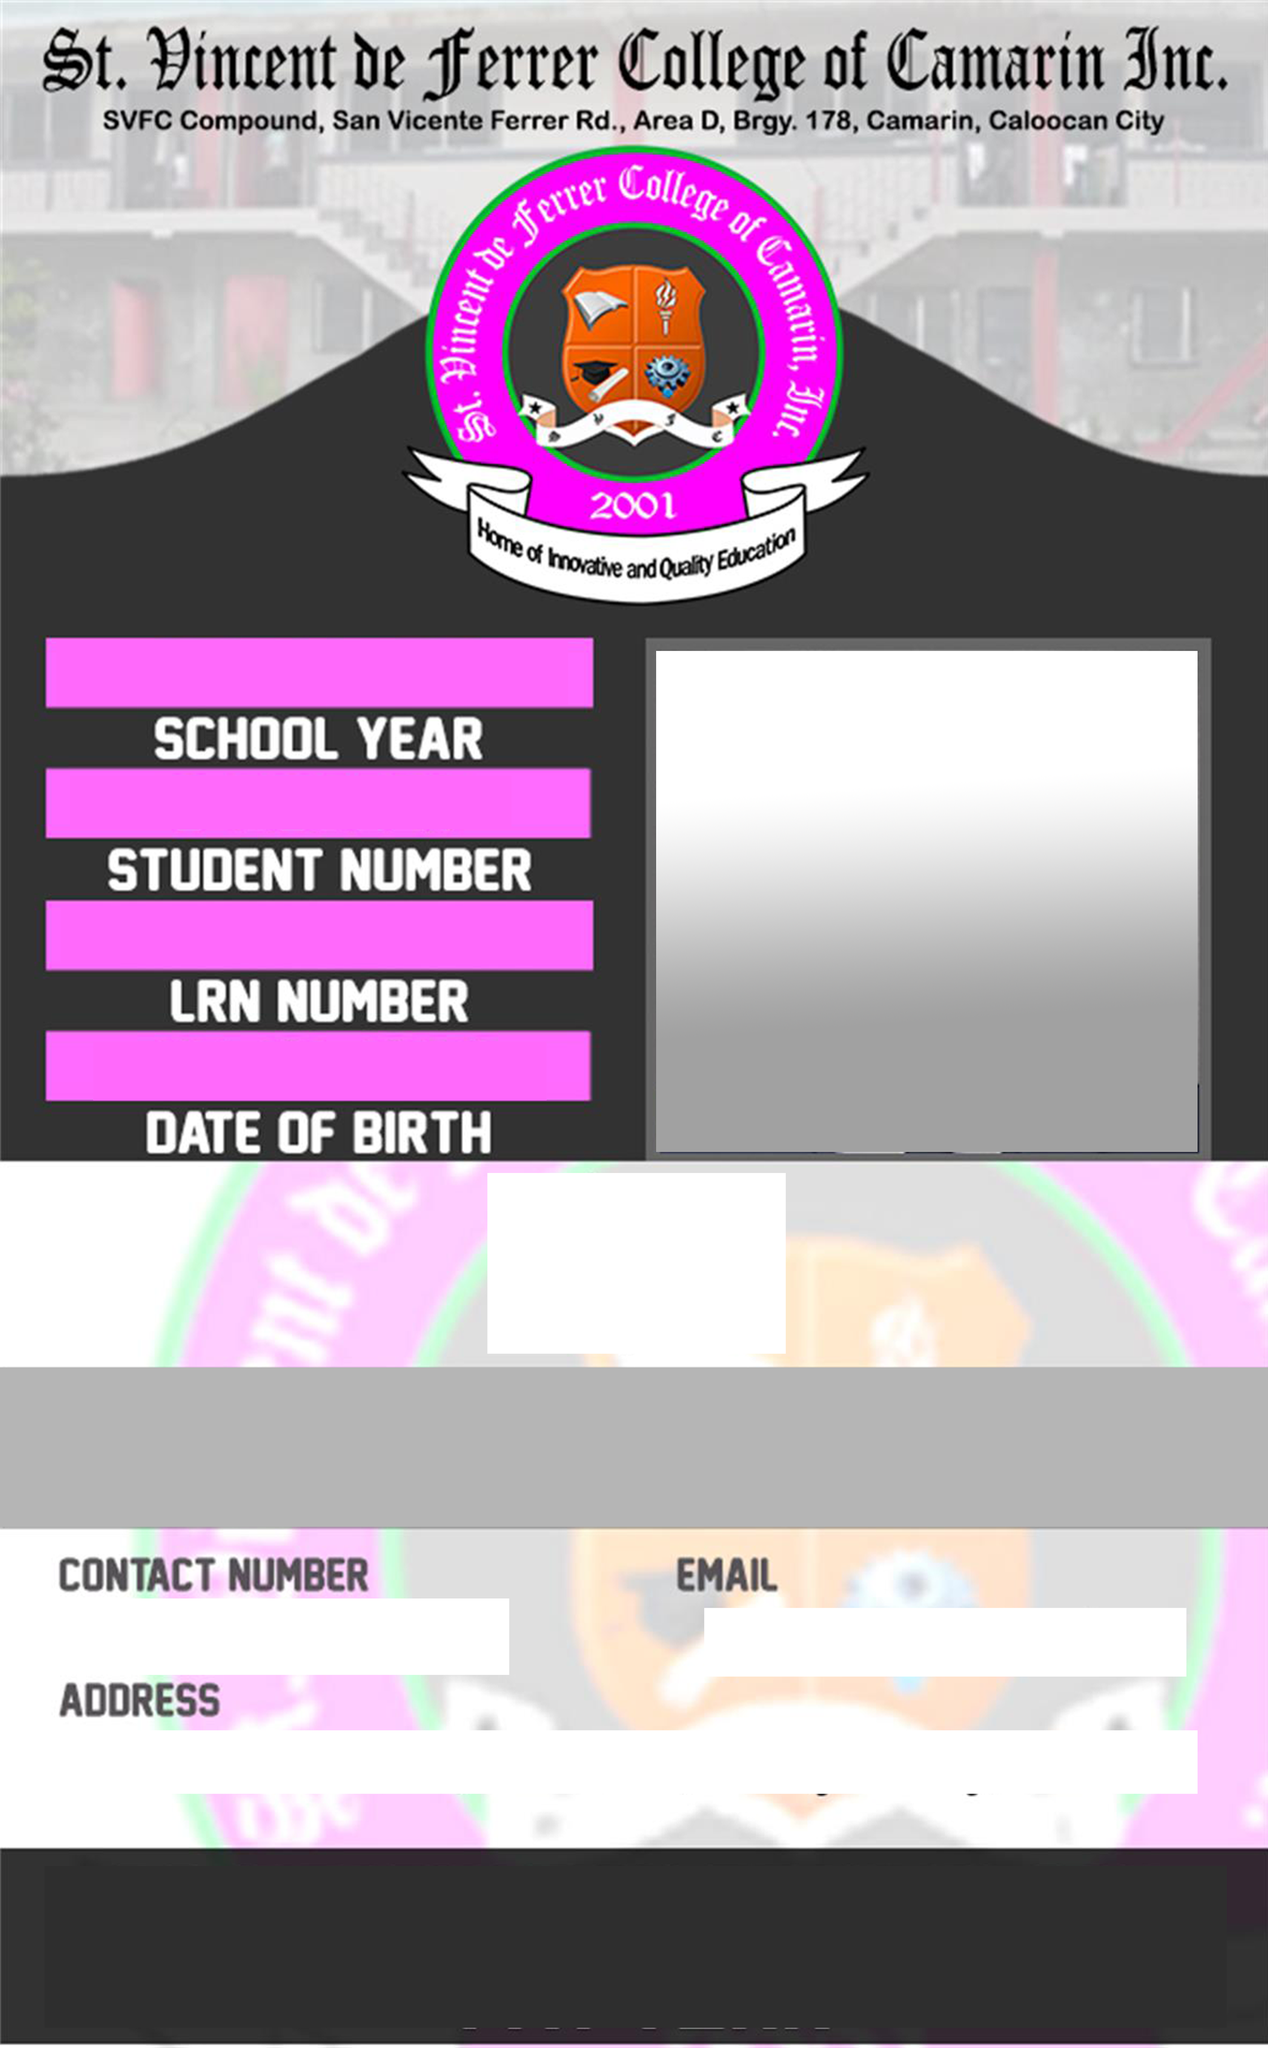 St. Vincent de Ferrer College of Camarin Inc.
SVFC Compound, San Vicente Ferrer Rd., Area D, Brgy. 178, Camarin, Caloocan City
St. Vincent de Ferrer College of Camarin, Inc.
S V F C
2001
Home of Innovative and Quality Education
SCHOOL YEAR
STUDENT NUMBER
LRN NUMBER
DATE OF BIRTH
CONTACT NUMBER
EMAIL
ADDRESS